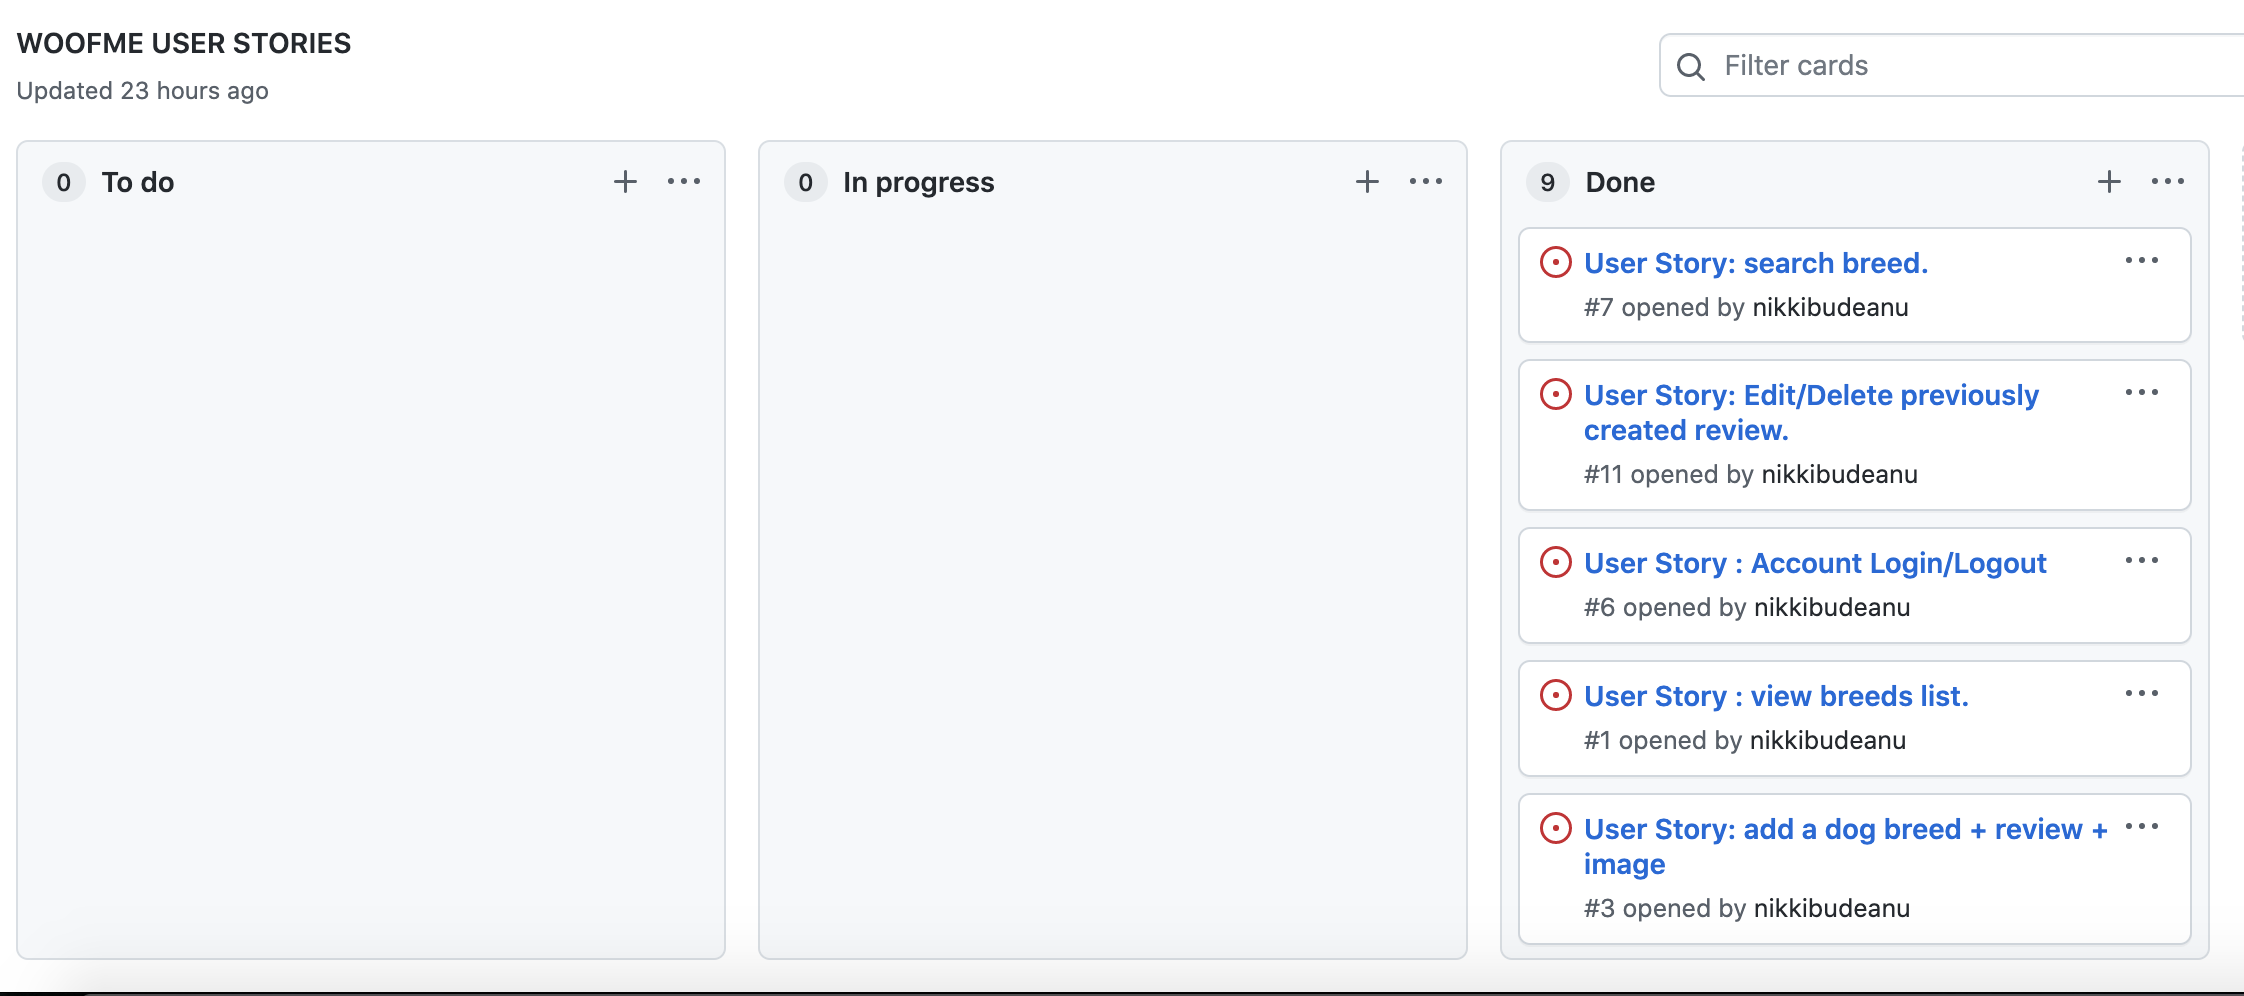 WOOFME USER STORIES
Updated 23 hours ago
Filter cards
0 To do
0 In progress
9 Done
User Story: search breed.
#7 opened by nikkibudeanu
User Story: Edit/Delete previously
created review.
#11 opened by nikkibudeanu
User Story : Account Login/Logout
#6 opened by nikkibudeanu
User Story : view breeds list.
#1 opened by nikkibudeanu
User Story: add a dog breed + review +
image
#3 opened by nikkibudeanu